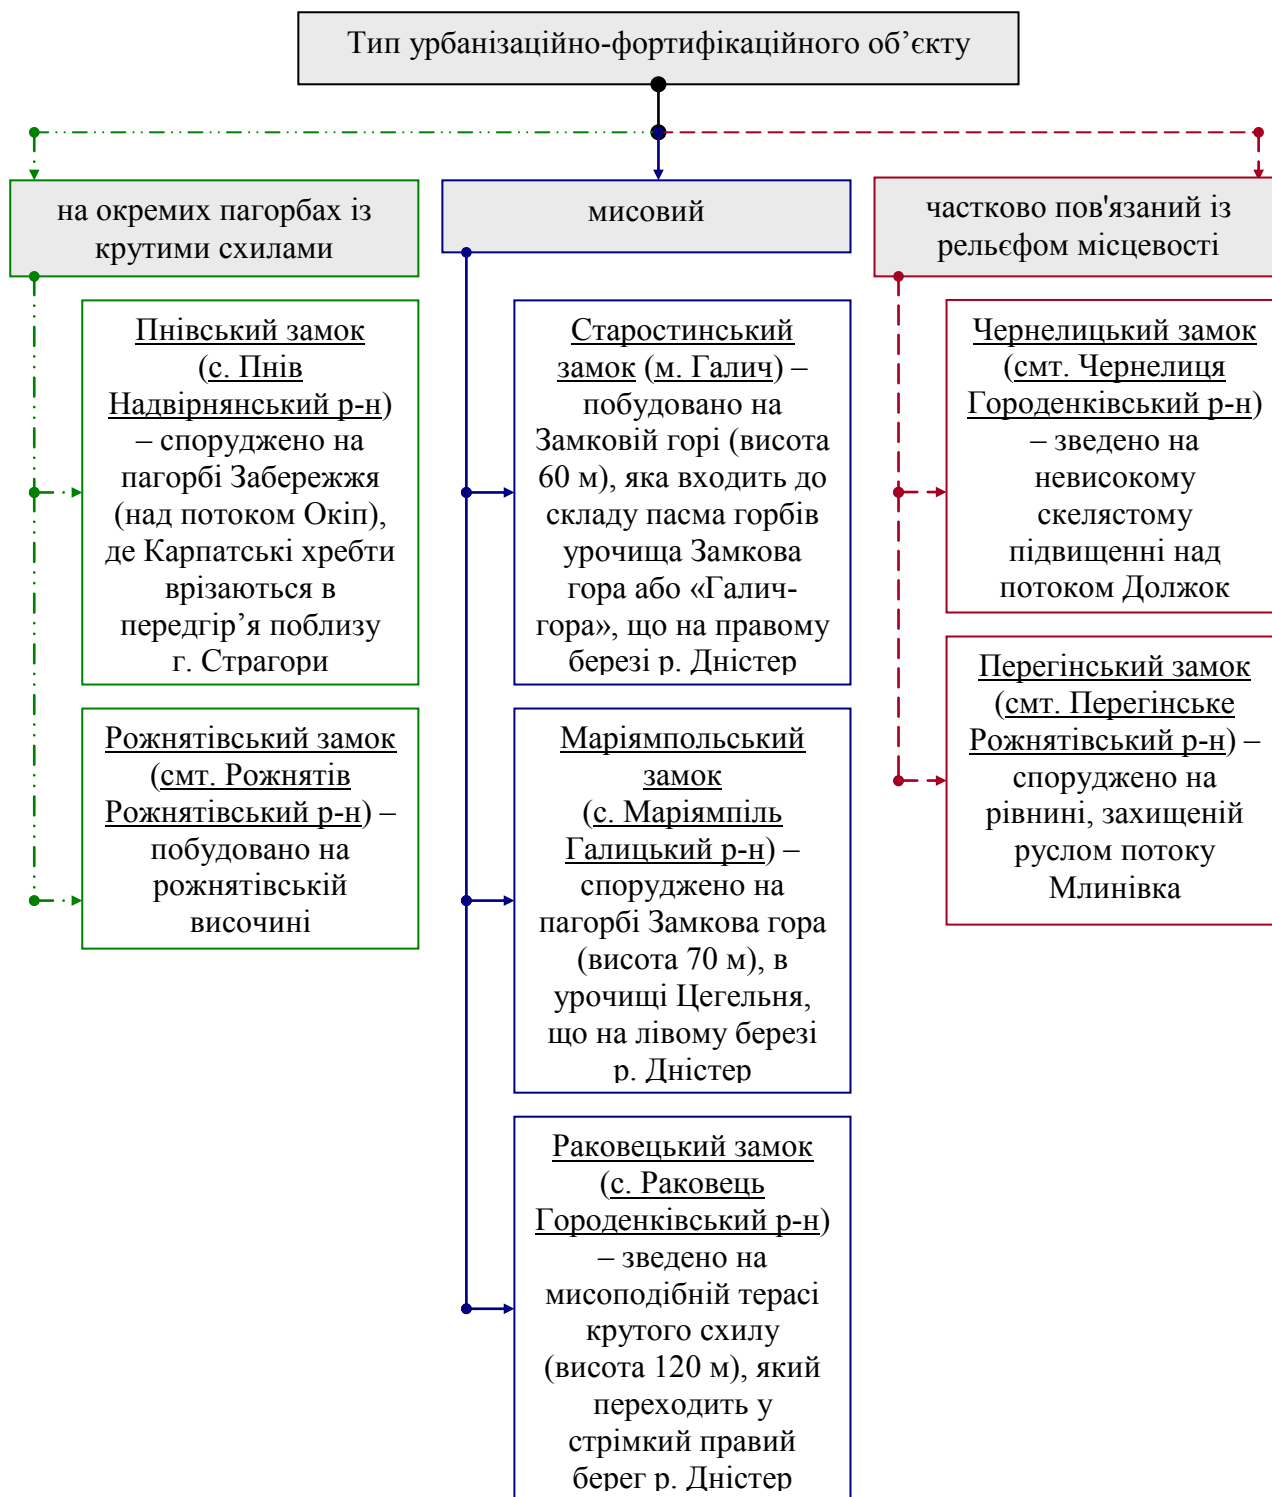 Тип урбанізаційно-фортифікаційного об’єкту
на окремих пагорбах із
крутими схилами
Пнівський замок
(с. Пнів
Надвірнянський р-н)
– споруджено на
пагорбі Забережжя
(над потоком Окіп),
де Карпатські хребти
врізаються в
передгір’я поблизу
г. Страгори
Рожнятівський замок
(смт. Рожнятів
Рожнятівський р-н) –
побудовано на
рожнятівській
височині
мисовий
Старостинський
замок (м. Галич) –
побудовано на
Замковій горі (висота
60 м), яка входить до
складу пасма горбів
урочища Замкова
гора або «Галич-
гора», що на правому
березі р. Дністер
Маріямпольський
замок
(с. Маріямпіль
Галицький р-н) –
споруджено на
пагорбі Замкова гора
(висота 70 м), в
урочищі Цегельня,
що на лівому березі
р. Дністер
Раковецький замок
(с. Раковець
Городенківський р-н)
– зведено на
мисоподібній терасі
крутого схилу
(висота 120 м), який
переходить у
стрімкий правий
берег р. Дністер
частково пов'язаний із
рельєфом місцевості
Чернелицький замок
(смт. Чернелиця
Городенківський р-н)
– зведено на
невисокому
скелястому
підвищенні над
потоком Должок
Перегінський замок
(смт. Перегінське
Рожнятівський р-н) –
споруджено на
рівнині, захищеній
руслом потоку
Млинівка